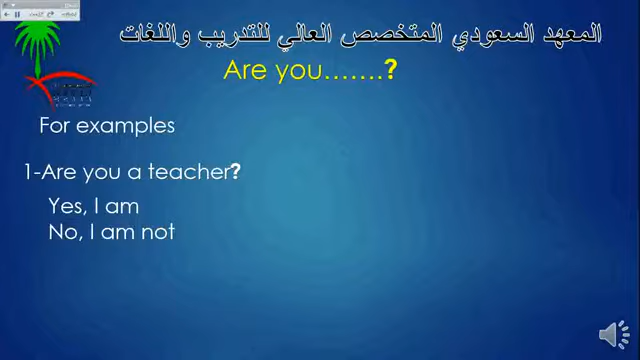 المعهد السعودي المتخصص العالي للتدريب واللغات
Are you…….?
For examples
1-Are you a teacher?
Yes, I am
No, I am not